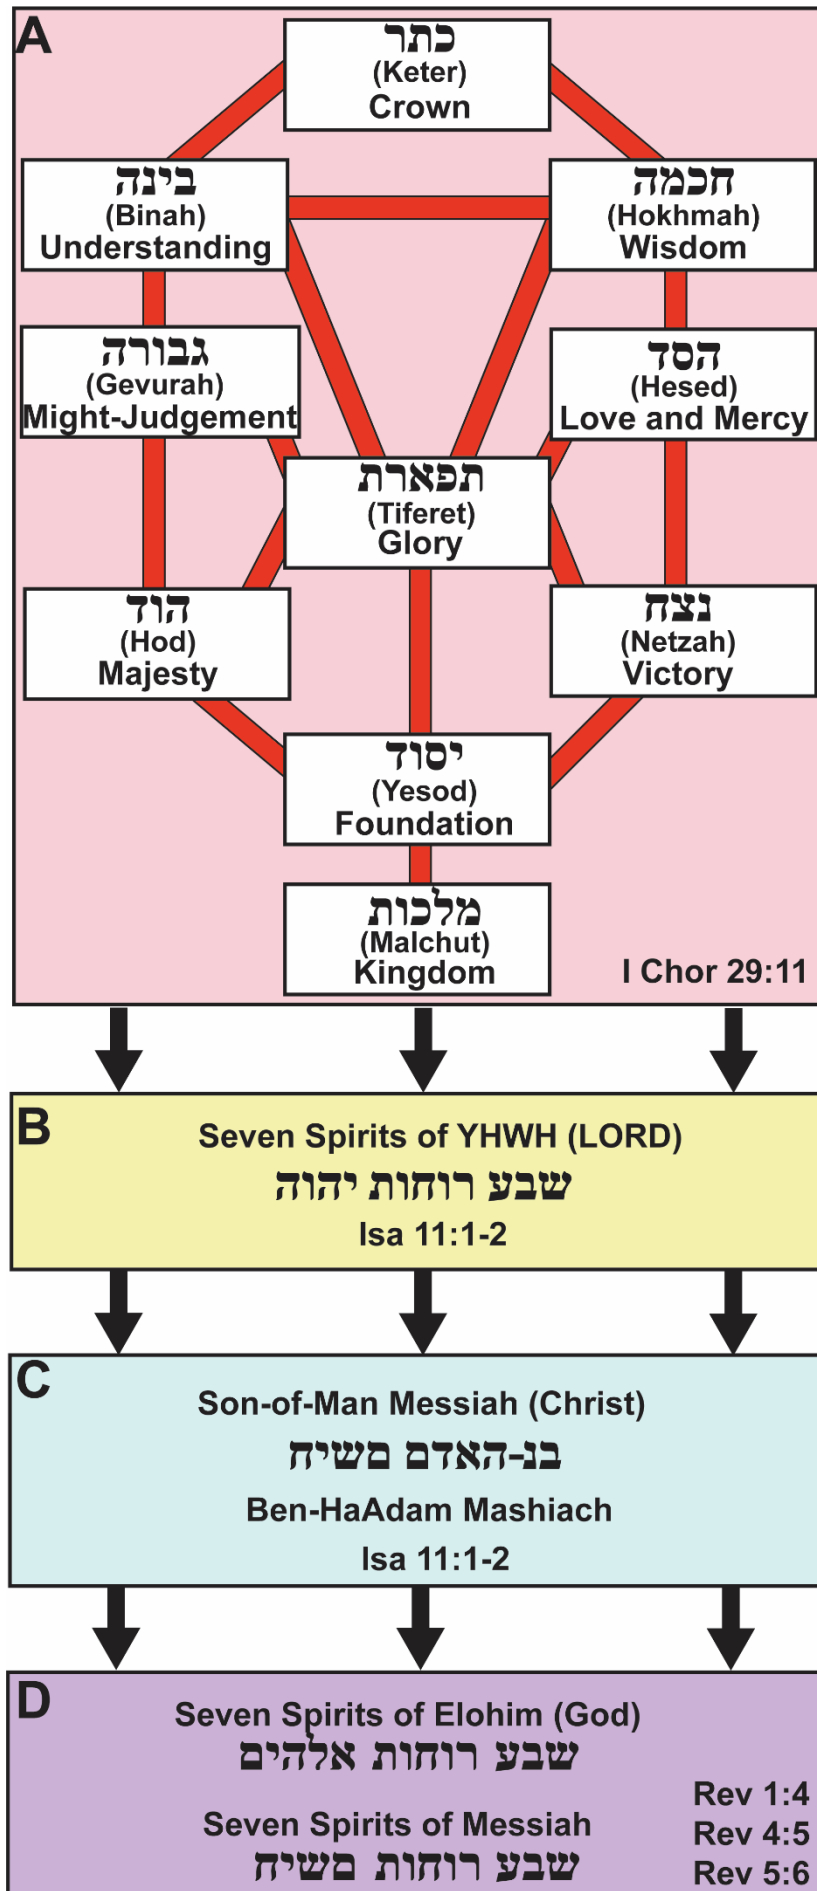 A
כתר
(Keter)
Crown
בינה
(Binah)
Understanding
חכמה
(Hokhmah)
Wisdom
גבורה
(Gevurah)
Might-Judgement
הסד
(Hesed)
Love and Mercy
תפארת
(Tiferet)
Glory
הוד
(Hod)
Majesty
נצח
(Netzah)
Victory
יסוד
(Yesod)
Foundation
מלכות
(Malchut)
Kingdom
I Chor 29:11
B
Seven Spirits of YHWH (LORD)
שבע רוחות יהוה
Isa 11:1-2
C
Son-of-Man Messiah (Christ)
בנ-האדם םשיח
Ben-HaAdam Mashiach
Isa 11:1-2
D
Seven Spirits of Elohim (God)
שבע רוחות אלהים
Seven Spirits of Messiah
שבע רוחות םשיח
Rev 1:4
Rev 4:5
Rev 5:6